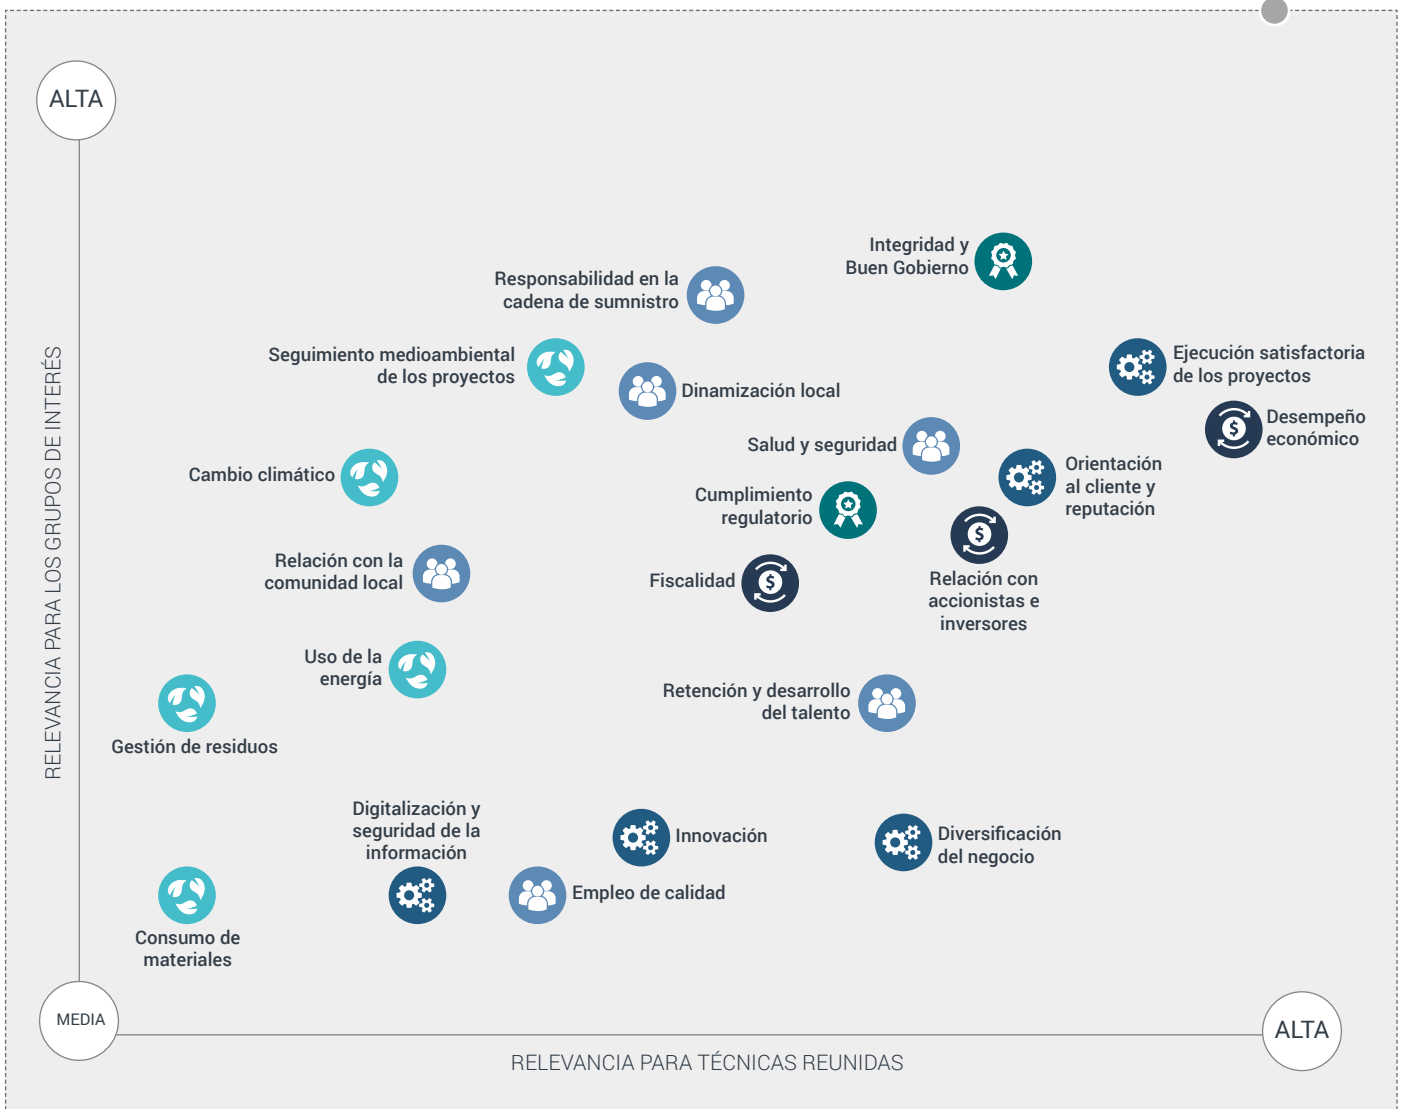 ALTA
Integridad y
Buen Gobierno
Responsabilidad en la
cadena de sumnistro
Seguimiento medioambiental
de los proyectos
Ejecución satisfactoria
de los proyectos
Dinamización local
Desempeño
económico
Salud y seguridad
Cambio climático
Orientación
al cliente y
reputación
Cumplimiento
regulatorio
Relación con la
comunidad local
Fiscalidad
Relación con
accionistas e
inversores
Uso de la
energía
Retención y desarrollo
del talento
Gestión de residuos
Digitalización y
seguridad de la
información
Innovación
Diversificación
del negocio
Empleo de calidad
Consumo de
materiales
RELEVANCIA PARA LOS GRUPOS DE INTERÉS
MEDIA
ALTA
RELEVANCIA PARA TÉCNICAS REUNIDAS
$
$
$